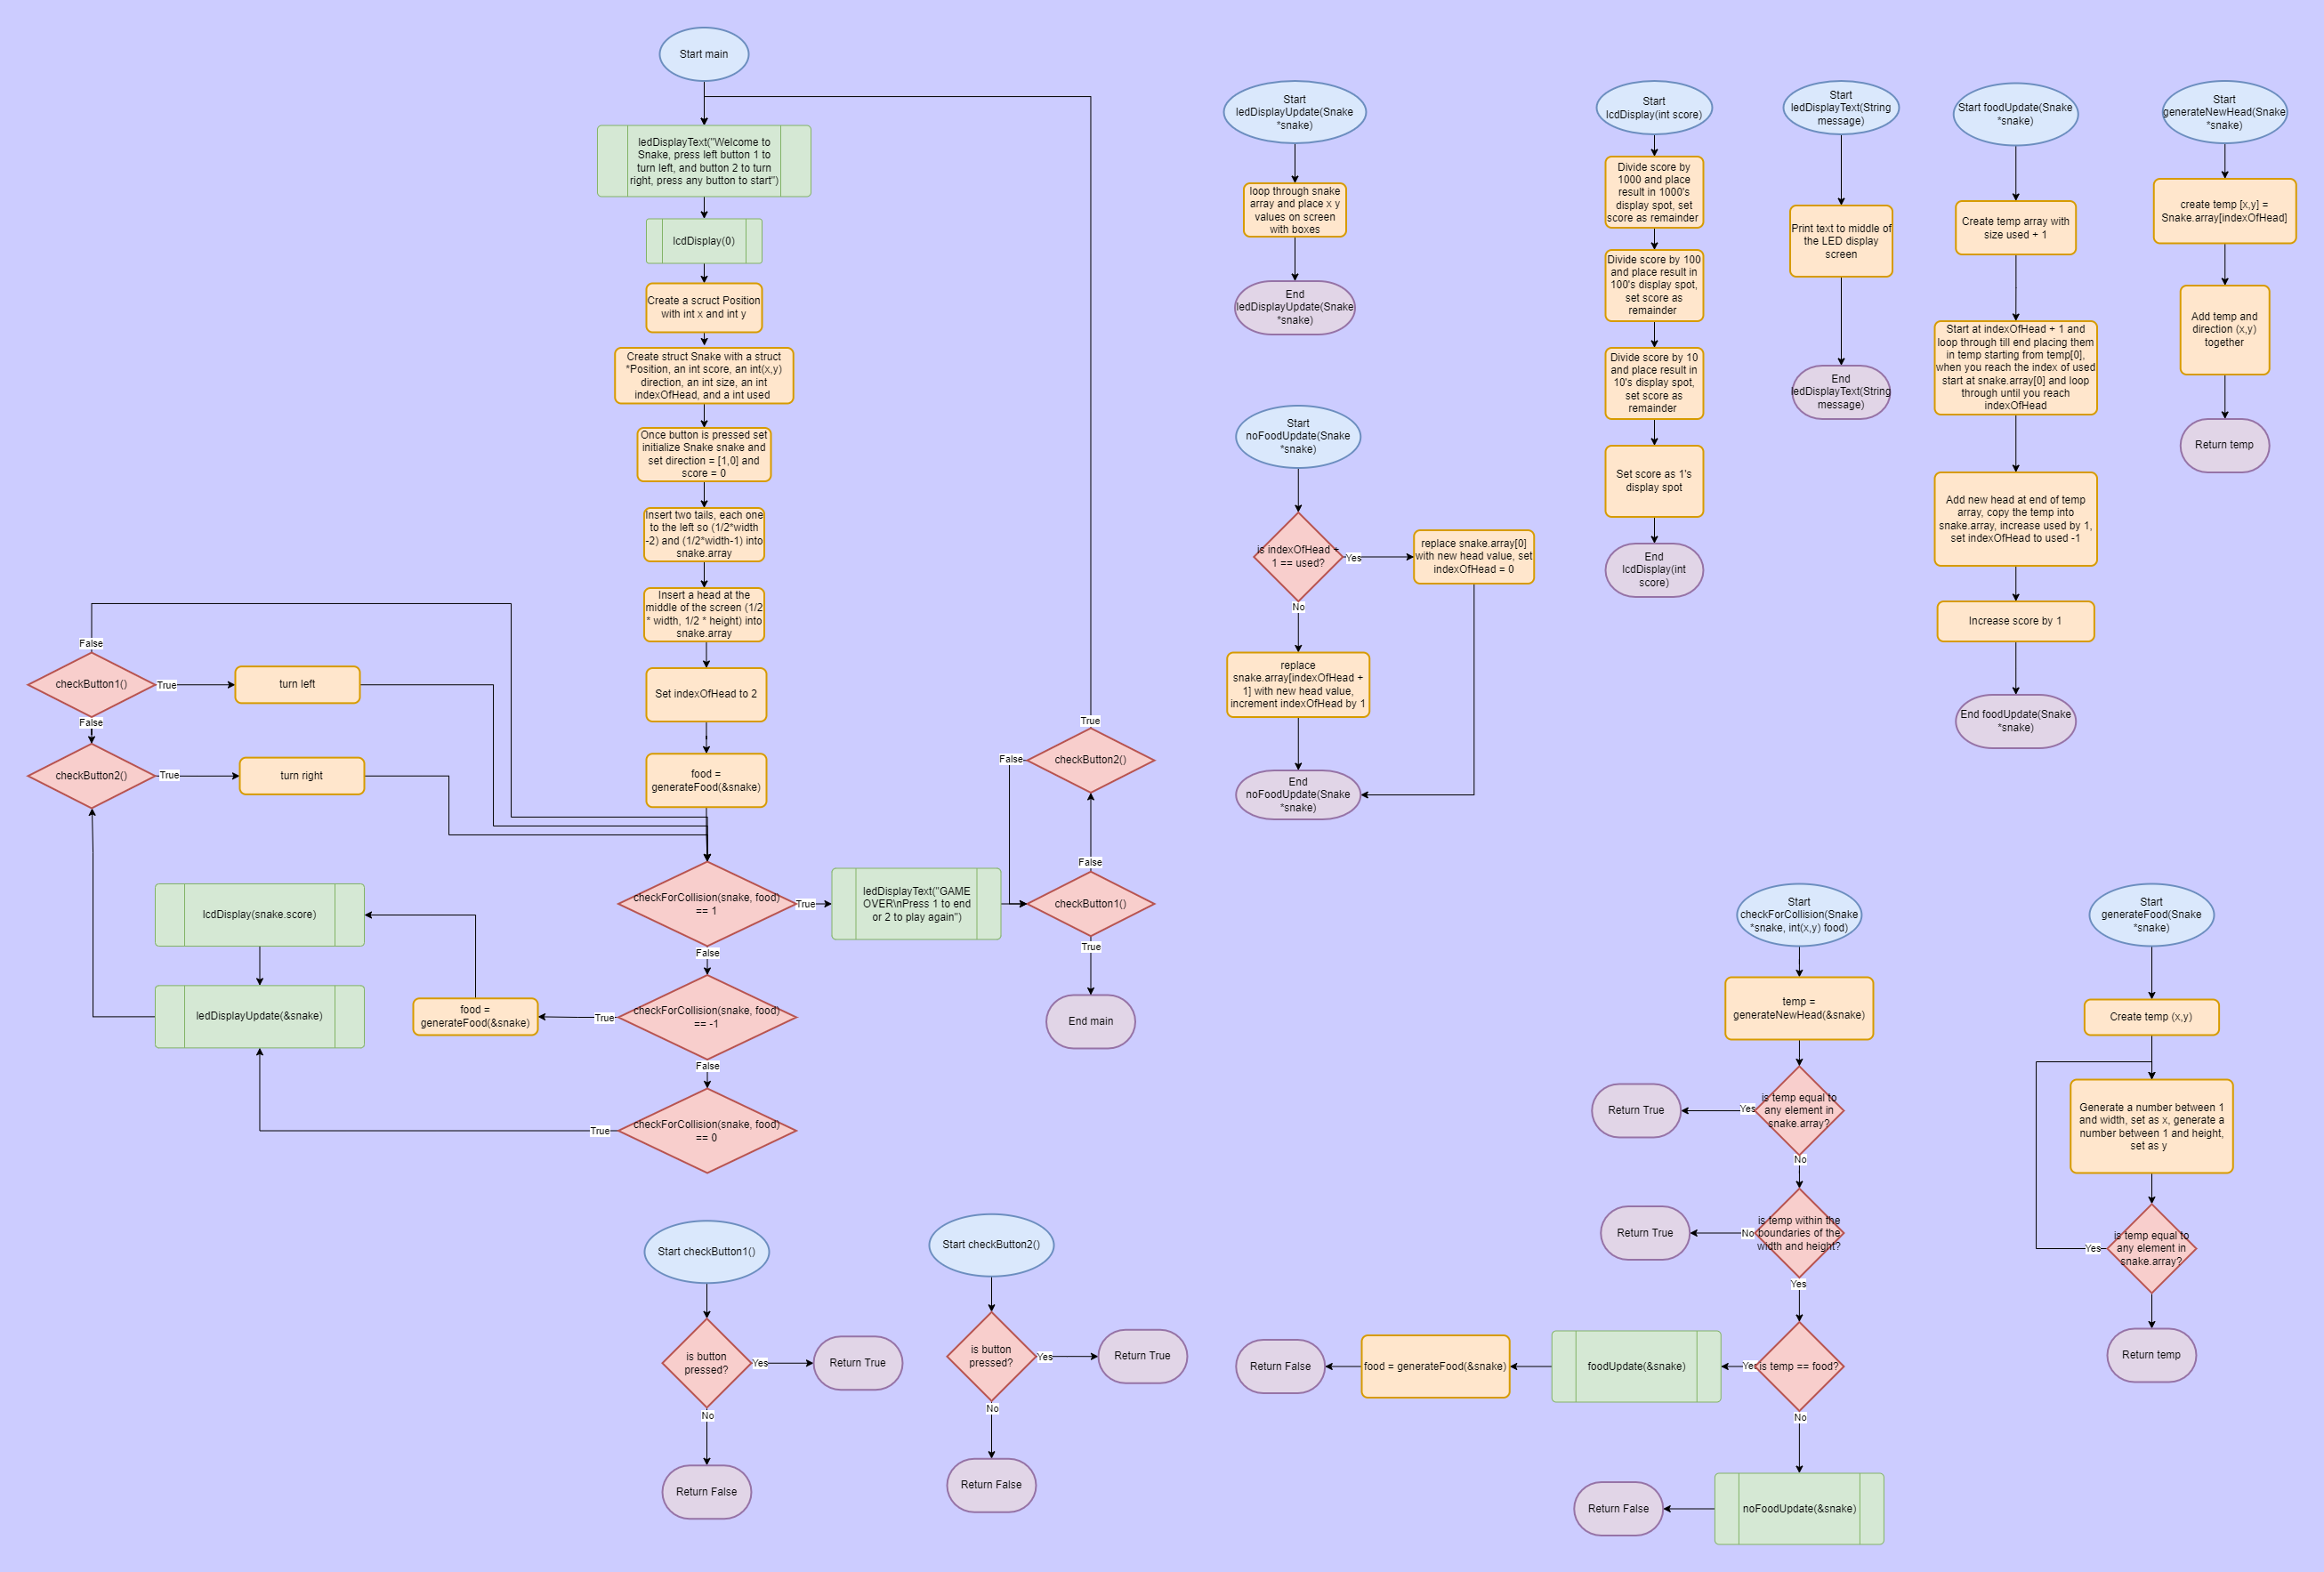 Start main
ledDisplayText("Welcome to
Snake, press left button 1 to
turn left, and button 2 to turn
right, press any button to start")
lcdDisplay(0)
Create a scruct Position
with int x and int y
Create struct Snake with a struct
*Position, an int score, an int(x,y)
direction, an int size, an int
indexOfHead, and a int used
Once button is pressed set
initialize Snake snake and
set direction = [1,0] and
score = 0
Insert two tails, each one
to the left so (1/2*width
-2) and (1/2*width-1) into
snake.array
Insert a head at the
middle of the screen (1/2
* width, 1/2 * height) into
snake.array
Set indexOfHead to 2
food =
generateFood(&snake)
False
checkButton1()
True
turn left
False
checkButton2()
True
turn right
checkForCollision(snake, food)
== 1
True
ledDisplayText("GAME
OVER\nPress 1 to end
or 2 to play again")
True
checkButton2()
False
False
checkButton1()
True
End main
False
checkForCollision(snake, food)
== -1
True
food =
generateFood(&snake)
lcdDisplay(snake.score)
ledDisplayUpdate(&snake)
False
checkForCollision(snake, food)
== 0
True
Start checkButton1()
is button
pressed?
Yes
Return True
No
Return False
Start checkButton2()
is button
pressed?
Yes
Return True
No
Return False
Start
ledDisplayUpdate(Snake
*snake)
loop through snake
array and place x y
values on screen
with boxes
End
ledDisplayUpdate(Snake
*snake)
Start
noFoodUpdate(Snake
*snake)
is indexOfHead +
1 == used?
Yes
replace snake.array[0]
with new head value, set
indexOfHead = 0
No
replace
snake.array[indexOfHead +
1] with new head value,
increment indexOfHead by 1
End
noFoodUpdate(Snake
*snake)
Start
lcdDisplay(int score)
Divide score by
1000 and place
result in 1000's
display spot, set
score as remainder
Divide score by 100
and place result in
100's display spot,
set score as
remainder
Divide score by 10
and place result in
10's display spot,
set score as
remainder
Set score as 1's
display spot
End
lcdDisplay(int
score)
Start
ledDisplayText(String
message)
Print text to middle of
the LED display
screen
End
ledDisplayText(String
message)
Start foodUpdate(Snake
*snake)
Create temp array with
size used + 1
Start at indexOfHead + 1 and
loop through till end placing them
in temp starting from temp[0],
when you reach the index of used
start at snake.array[0] and loop
through until you reach
indexOfHead
Add new head at end of temp
array, copy the temp into
snake.array, increase used by 1,
set indexOfHead to used -1
Increase score by 1
End foodUpdate(Snake
*snake)
Start
generateNewHead(Snake
*snake)
create temp [x,y] =
Snake.array[indexOfHead]
Add temp and
direction (x,y)
together
Return temp
Start
checkForCollision(Snake
*snake, int(x,y) food)
temp =
generateNewHead(&snake)
is temp equal to
any element in
snake.array?
Yes
Return True
No
is temp within the
boundaries of the
width and height?
No
Return True
Yes
is temp == food?
Yes
foodUpdate(&snake)
food = generateFood(&snake)
Return False
No
noFoodUpdate(&snake)
Return False
Start
generateFood(Snake
*snake)
Create temp (x,y)
Generate a number between 1
and width, set as x, generate a
number between 1 and height,
set as y
is temp equal to
any element in
snake.array?
Yes
Return temp